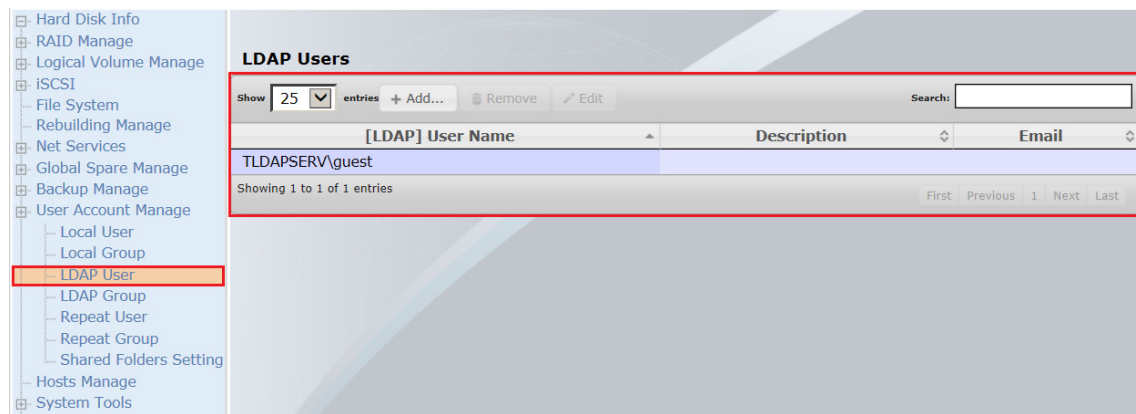 Hard Disk Info
RAID Manage
Logical Volume Manage
iSCSI
File System
Rebuilding Manage
Net Services
Global Spare Manage
Backup Manage
User Account Manage
Local User
Local Group
LDAP User
LDAP Group
Repeat User
Repeat Group
Shared Folders Setting
Hosts Manage
System Tools
LDAP Users
Show 25 entries + Add... Remove Edit Search:
[LDAP] User Name Description Email
TLDAPSERV\guest
Showing 1 to 1 of 1 entries First Previous 1 Next Last